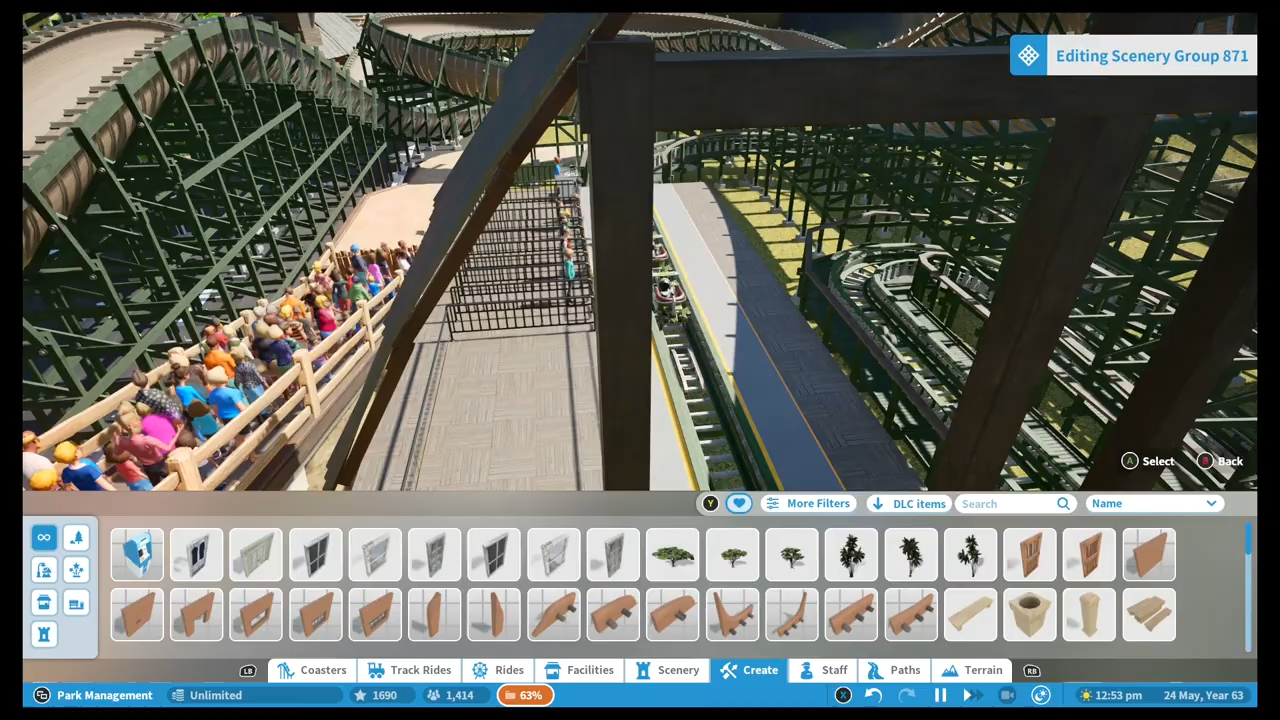 Editing Scenery Group 871
A Select
B Back
Y
More Filters
DLC items
Search
Name
LB
Coasters
Track Rides
Rides
Facilities
Scenery
Create
Staff
Paths
Terrain
RB
Park Management
Unlimited
1690
1,414
63%
X
12:53 pm
24 May, Year 63